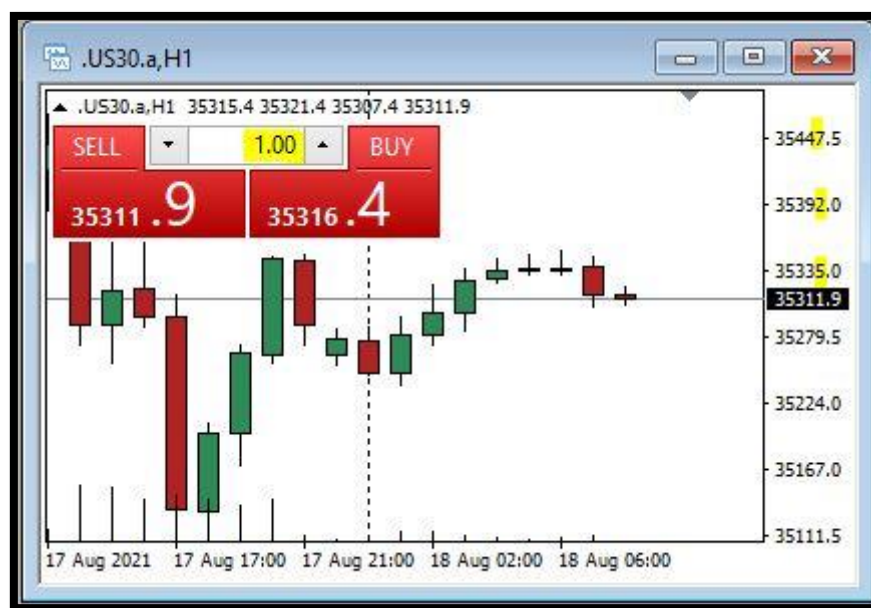 .US30.a,H1
.US30.a,H1 35315.4 35321.4 35307.4 35311.9
SELL 1.00 BUY
35311 .9 35316 .4
35447.5
35392.0
35335.0
35311.9
35279.5
35224.0
35167.0
35111.5
17 Aug 2021 17 Aug 17:00 17 Aug 21:00 18 Aug 02:00 18 Aug 06:00